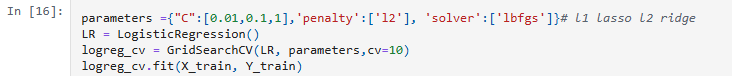 In [16]: parameters ={"C":[0.01,0.1,1],'penalty':['l2'], 'solver':['lbfgs']}# l1 lasso l2 ridge
LR = LogisticRegression()
logreg_cv = GridSearchCV(LR, parameters,cv=10)
logreg_cv.fit(X_train, Y_train)